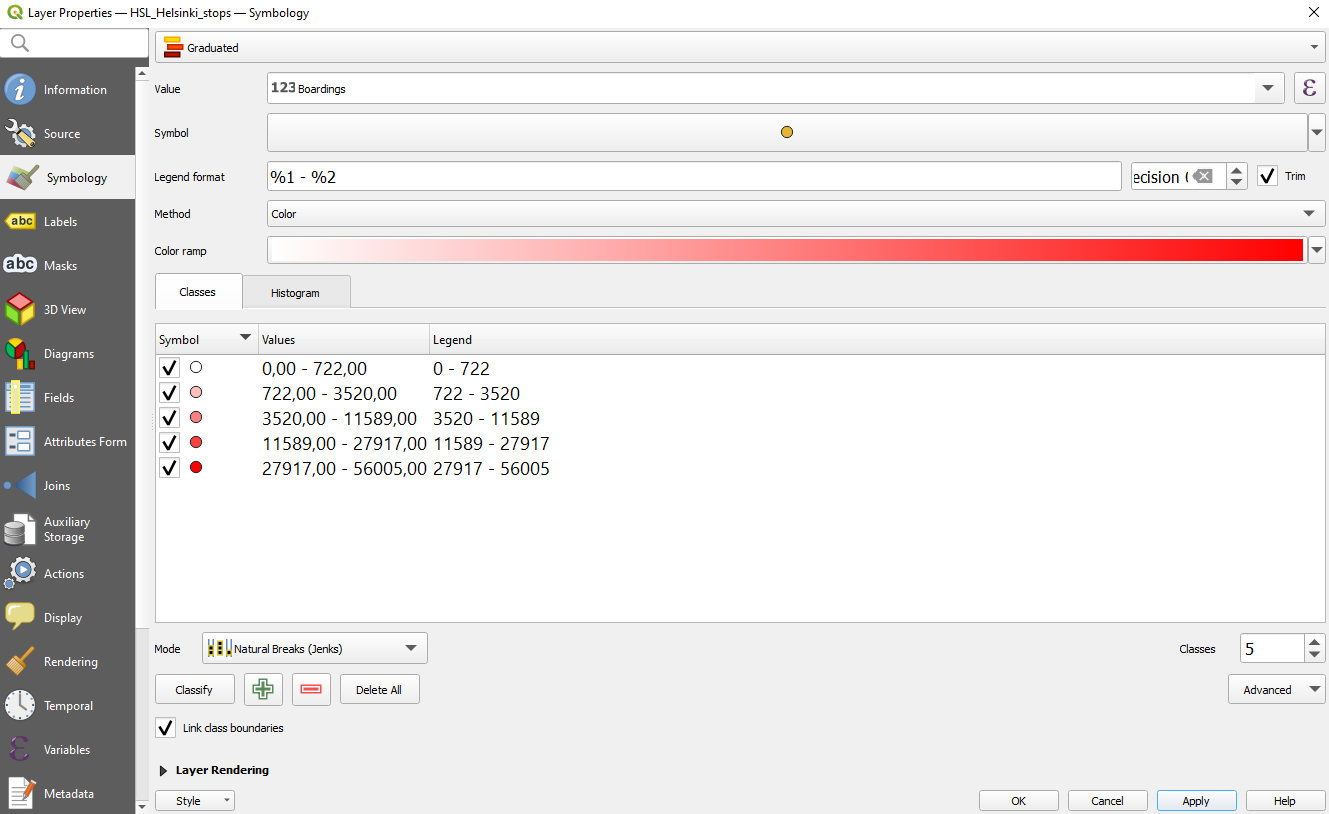 Layer Properties — HSL_Helsinki_stops — Symbology
Graduated
Information
Source
Symbology
abc Labels
abc Masks
3D View
Diagrams
Fields
Attributes Form
Joins
Auxiliary
Storage
Actions
Display
Rendering
Temporal
Variables
Metadata
Value
123 Boardings
ε
Symbol
Legend format
%1 - %2
ecision
Trim
Method
Color
Color ramp
Classes
Histogram
Symbol Values Legend
0,00 - 722,00 0 - 722
722,00 - 3520,00 722 - 3520
3520,00 - 11589,00 3520 - 11589
11589,00 - 27917,00 11589 - 27917
27917,00 - 56005,00 27917 - 56005
Mode
Natural Breaks (Jenks)
Classes
5
Classify
Delete All
Advanced
Link class boundaries
Layer Rendering
Style
OK
Cancel
Apply
Help